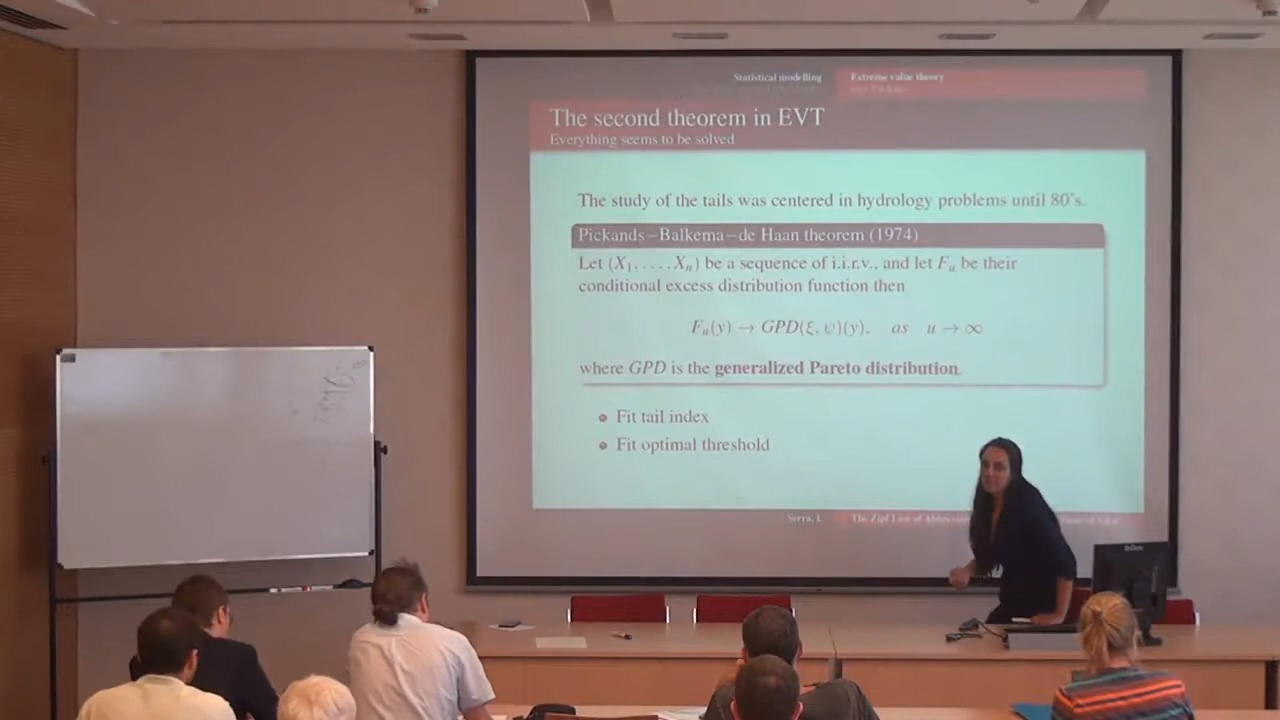 Statistical modelling
Extreme value theory
The second theorem in EVT
Everything seems to be solved
The study of the tails was centered in hydrology problems until 80's.
Pickands–Balkema–de Haan theorem (1974)
Let (X₁, . . . , Xₙ) be a sequence of i.i.r.v., and let Fᵤ be their
conditional excess distribution function then
Fᵤ(y) → GPD(ξ, ψ)(y), as u → ∞
where GPD is the generalized Pareto distribution.
Fit tail index
Fit optimal threshold
Serra, I.
The Zipf Law of